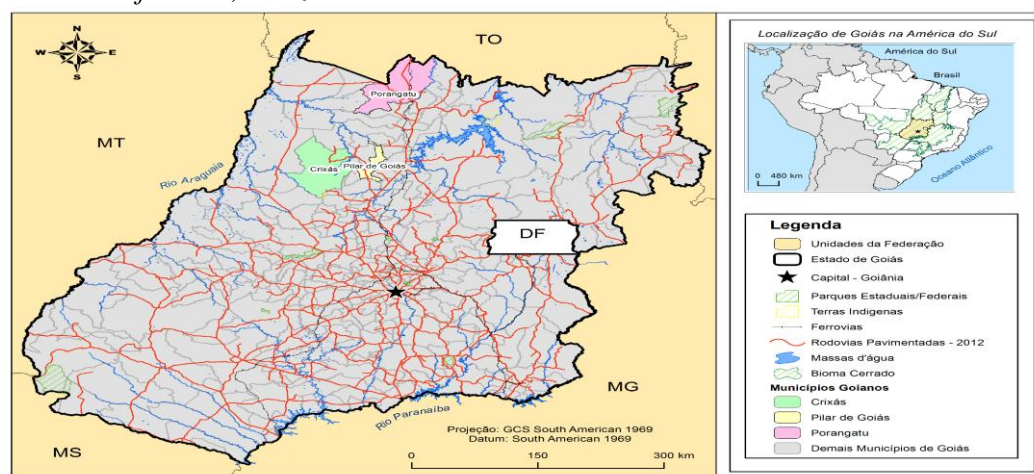 N
W
E
S
TO
MT
Porangatu
Pilar de Goiás
Crixás
Rio Araguaia
DF
MG
Rio Paranaíba
MS
Projeção: GCS South American 1969
Datum: South American 1969
0 150 300 km
Localização de Goiás na América do Sul
América do Sul
Brasil
Oceano Atlântico
0 480 km
Legenda
Unidades da Federação
Estado de Goiás
Capital - Goiânia
Parques Estaduais/Federais
Terras Indigenas
Ferrovias
Rodovias Pavimentadas - 2012
Massas d'água
Bioma Cerrado
Municípios Goianos
Crixás
Pilar de Goiás
Porangatu
Demais Municípios de Goiás